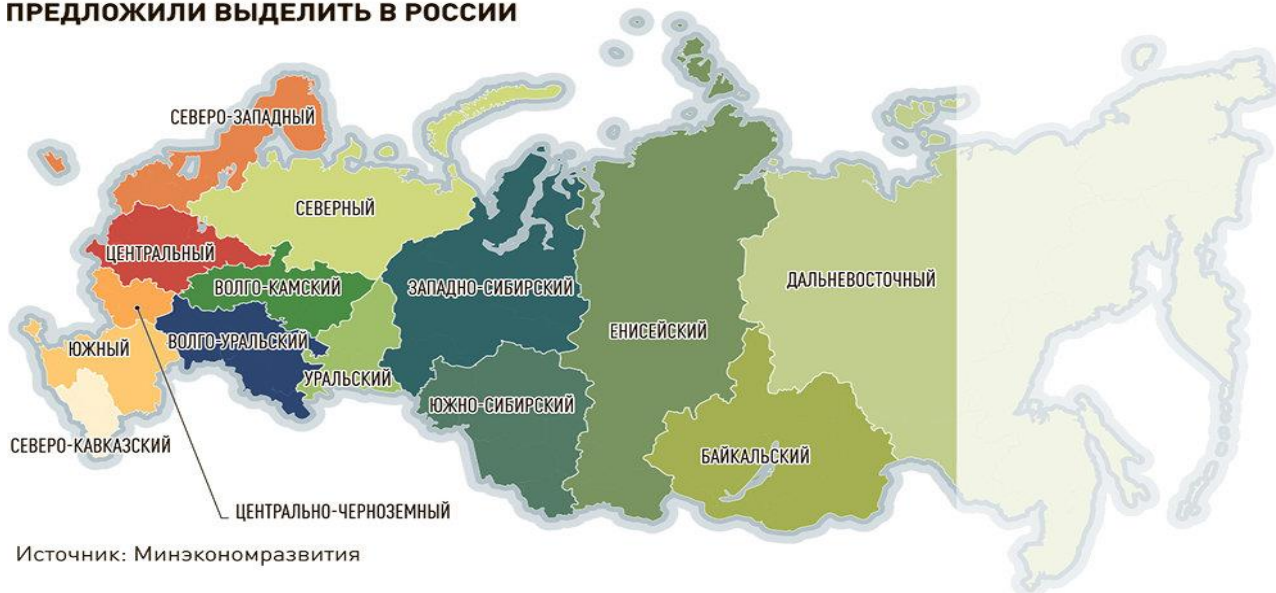 ПРЕДЛОЖИЛИ ВЫДЕЛИТЬ В РОССИИ
СЕВЕРО-ЗАПАДНЫЙ
СЕВЕРНЫЙ
ЦЕНТРАЛЬНЫЙ
ВОЛГО-КАМСКИЙ
ЗАПАДНО-СИБИРСКИЙ
ДАЛЬНЕВОСТОЧНЫЙ
ЕНИСЕЙСКИЙ
ВОЛГО-УРАЛЬСКИЙ
ЮЖНЫЙ
УРАЛЬСКИЙ
ЮЖНО-СИБИРСКИЙ
СЕВЕРО-КАВКАЗСКИЙ
БАЙКАЛЬСКИЙ
ЦЕНТРАЛЬНО-ЧЕРНОЗЕМНЫЙ
Источник: Минэкономразвития